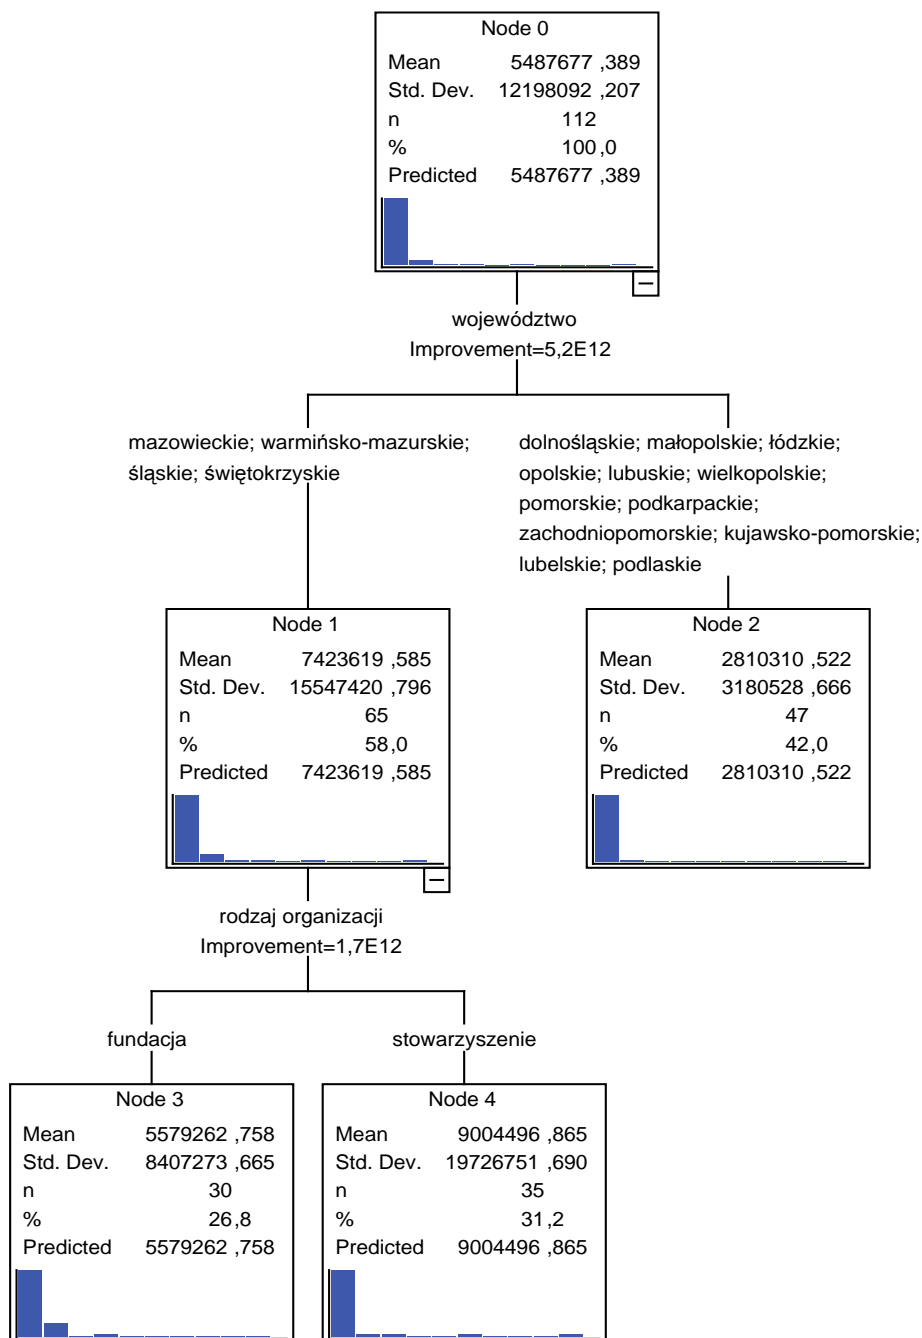 Node 0
Mean 5487677 ,389
Std. Dev. 12198092 ,207
n 112
% 100 ,0
Predicted 5487677 ,389
województwo
Improvement=5,2E12
mazowieckie; warmińsko-mazurskie;
śląskie; świętokrzyskie
dolnośląskie; małopolskie; łódzkie;
opolskie; lubuskie; wielkopolskie;
pomorskie; podkarpackie;
zachodniopomorskie; kujawsko-pomorskie;
lubelskie; podlaskie
Node 1
Mean 7423619 ,585
Std. Dev. 15547420 ,796
n 65
% 58 ,0
Predicted 7423619 ,585
Node 2
Mean 2810310 ,522
Std. Dev. 3180528 ,666
n 47
% 42 ,0
Predicted 2810310 ,522
rodzaj organizacji
Improvement=1,7E12
fundacja
stowarzyszenie
Node 3
Mean 5579262 ,758
Std. Dev. 8407273 ,665
n 30
% 26 ,8
Predicted 5579262 ,758
Node 4
Mean 9004496 ,865
Std. Dev. 19726751 ,690
n 35
% 31 ,2
Predicted 9004496 ,865